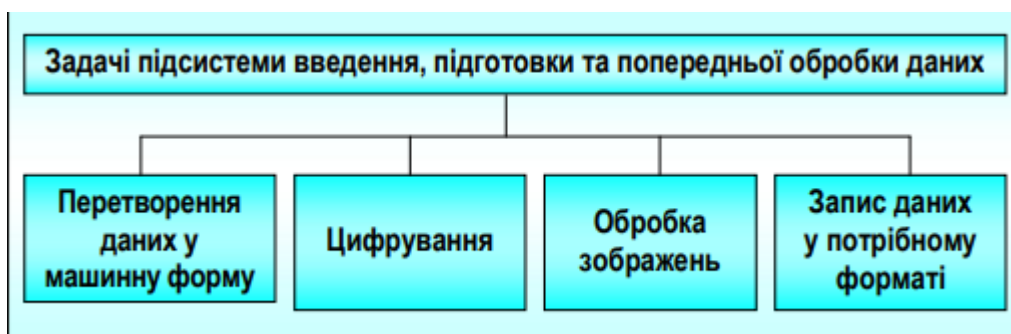 Задачі підсистеми введення, підготовки та попередньої обробки даних
Перетворення
даних у
машинну форму
Цифрування
Обробка
зображень
Запис даних
у потрібному
форматі